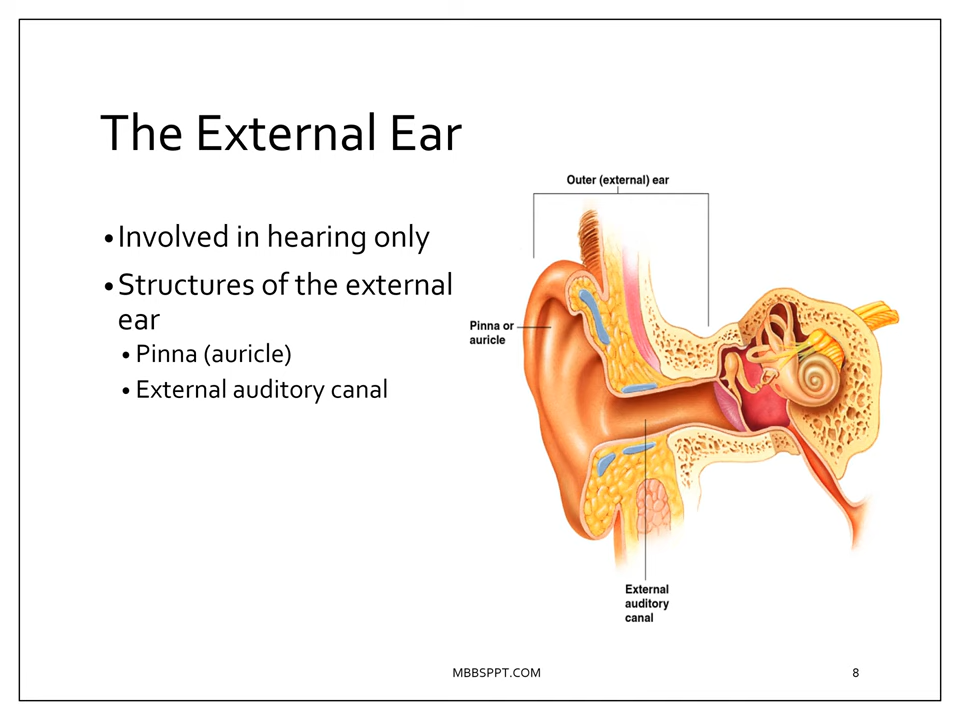 The External Ear
• Involved in hearing only
• Structures of the external
ear
• Pinna (auricle)
• External auditory canal
Outer (external) ear
Pinna or
auricle
External
auditory
canal
MBBSPPT.COM
8